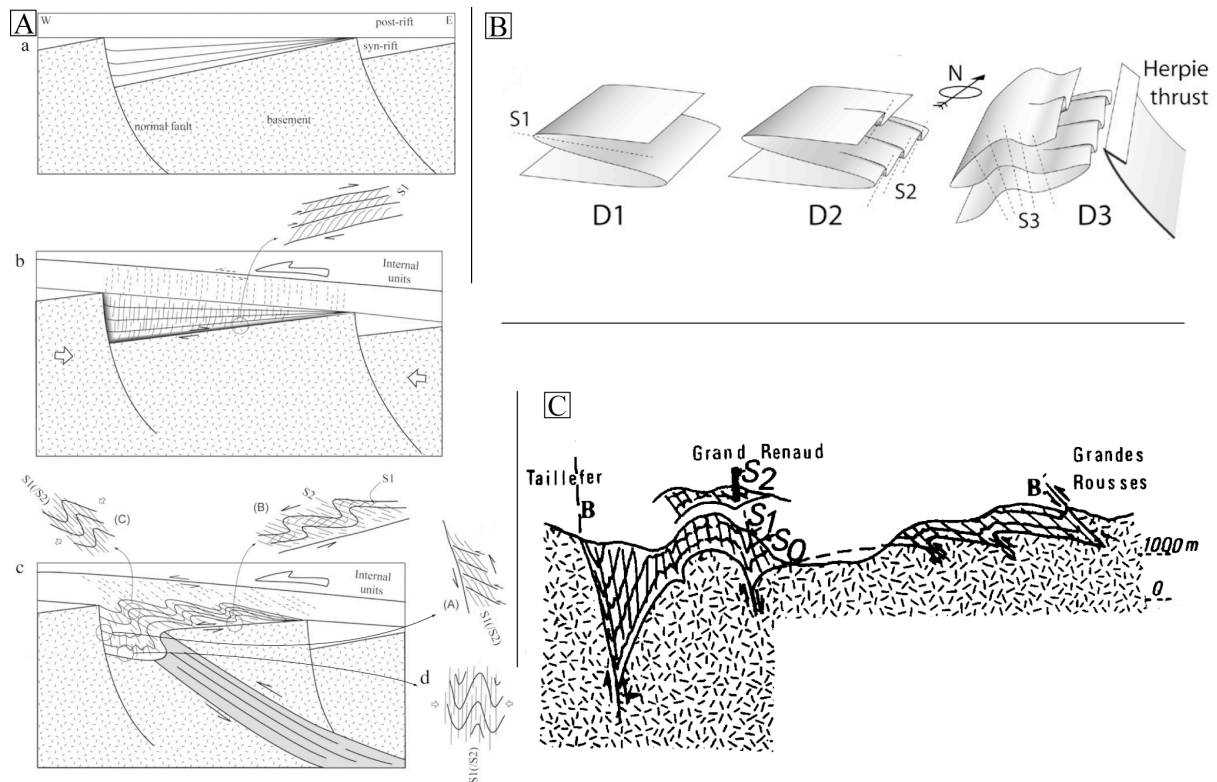 A
W
E
post-rift
a
syn-rift
normal fault
basement
S1
b
Internal
units
S1(/S2)
(C)
S2
S1
(B)
c
Internal
units
(A)
S1(/S2)
d
S1(/S2)
B
N
Herpie
thrust
S1
S2
S3
D1
D2
D3
C
Grand Renaud
Grandes
Rousses
Taillefer
B
S2
B
S1
S0
1000m
0